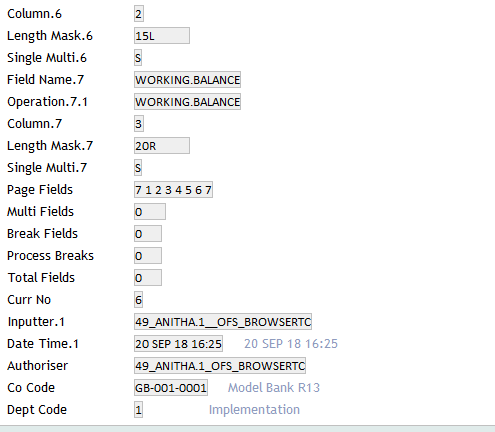 Column.6 2
Length Mask.6 15L
Single Multi.6 S
Field Name.7 WORKING.BALANCE
Operation.7.1 WORKING.BALANCE
Column.7 3
Length Mask.7 20R
Single Multi.7 S
Page Fields 7 1 2 3 4 5 6 7
Multi Fields 0
Break Fields 0
Process Breaks 0
Total Fields 0
Curr No 6
Inputter.1 49_ANITHA.1__OFS_BROWSERTC
Date Time.1 20 SEP 18 16:25 20 SEP 18 16:25
Authoriser 49_ANITHA.1_OFS_BROWSERTC
Co Code GB-001-0001 Model Bank R13
Dept Code 1 Implementation